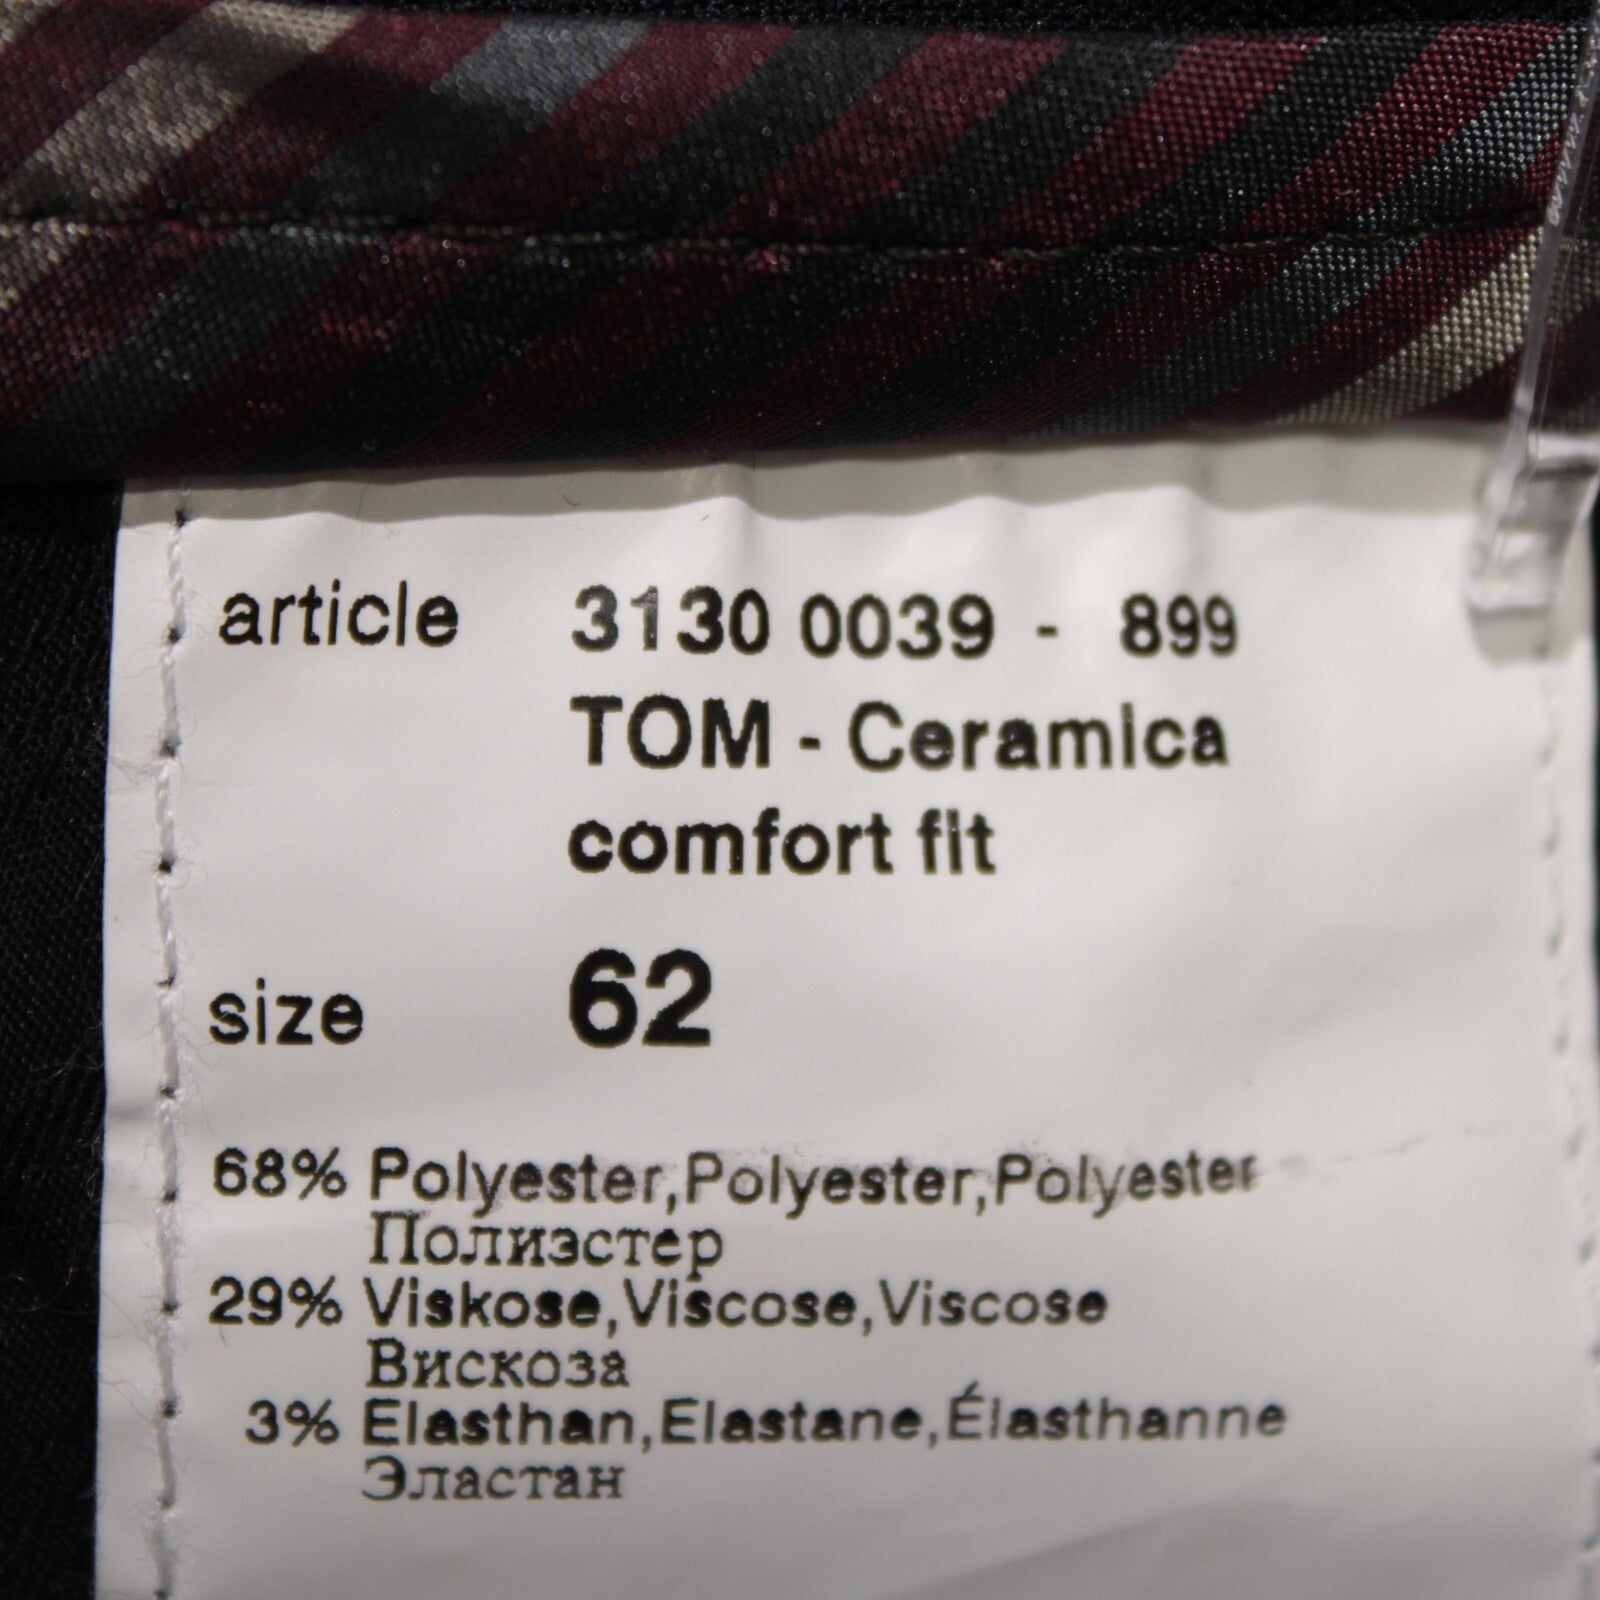 article 3130 0039 - 899
TOM - Ceramica
comfort fit
size 62
68% Polyester,Polyester,Polyester
Полиэстер
29% Viskose,Viscose,Viscose
Вискоза
3% Elasthan,Elastane,Élasthanne
Эластан